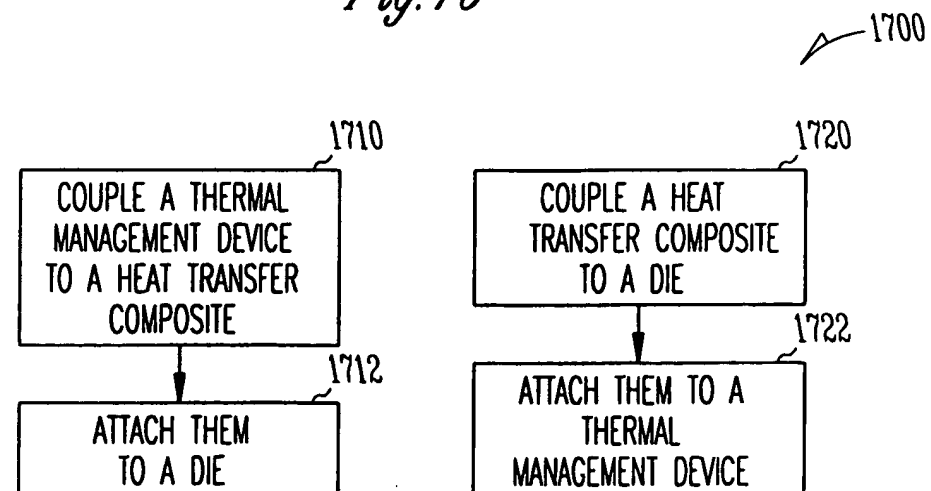 1700
1710
COUPLE A THERMAL
MANAGEMENT DEVICE
TO A HEAT TRANSFER
COMPOSITE
1712
ATTACH THEM
TO A DIE
1720
COUPLE A HEAT
TRANSFER COMPOSITE
TO A DIE
1722
ATTACH THEM TO A
THERMAL
MANAGEMENT DEVICE